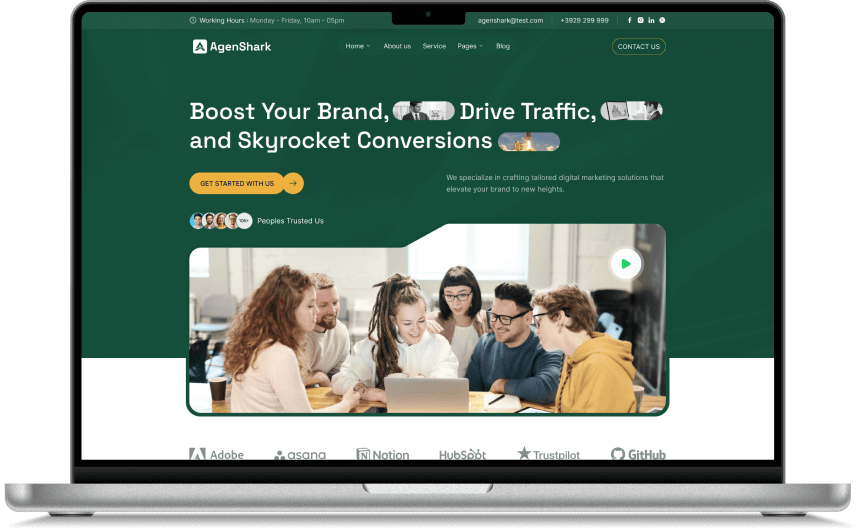 Working Hours : Monday - Friday, 10am - 05pm
agenshark@test.com
+3929 299 999
AgenShark
Home
About us
Service
Pages
Blog
CONTACT US
Boost Your Brand, Drive Traffic,
and Skyrocket Conversions
GET STARTED WITH US
We specialize in crafting tailored digital marketing solutions that
elevate your brand to new heights.
10K+
Peoples Trusted Us
Adobe
asana
Notion
HubSpot
Trustpilot
GitHub